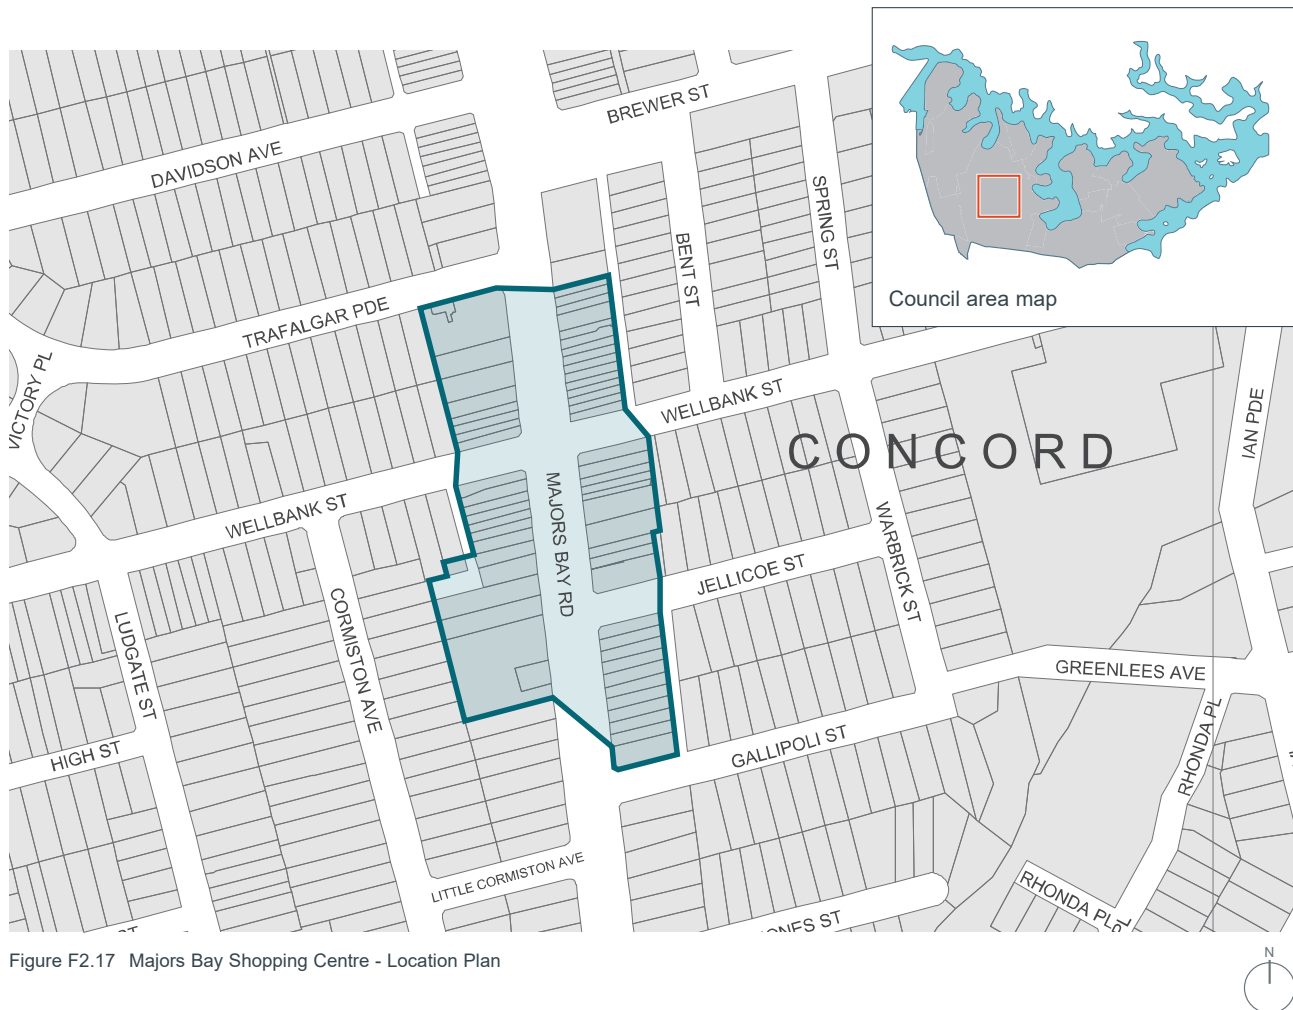 BREWER ST
DAVIDSON AVE
SPRING ST
BENT ST
Council area map
TRAFALGAR PDE
VICTORY PL
WELLBANK ST
IAN PDE
CONCORD
MAJORS BAY RD
WELLBANK ST
WARBRICK ST
JELLICOE ST
CORMISTON AVE
LUDGATE ST
GREENLEES AVE
GALLIPOLI ST
HIGH ST
RHONDA PL
LITTLE CORMISTON AVE
RHONDA PL
ST
Figure F2.17 Majors Bay Shopping Centre - Location Plan
N